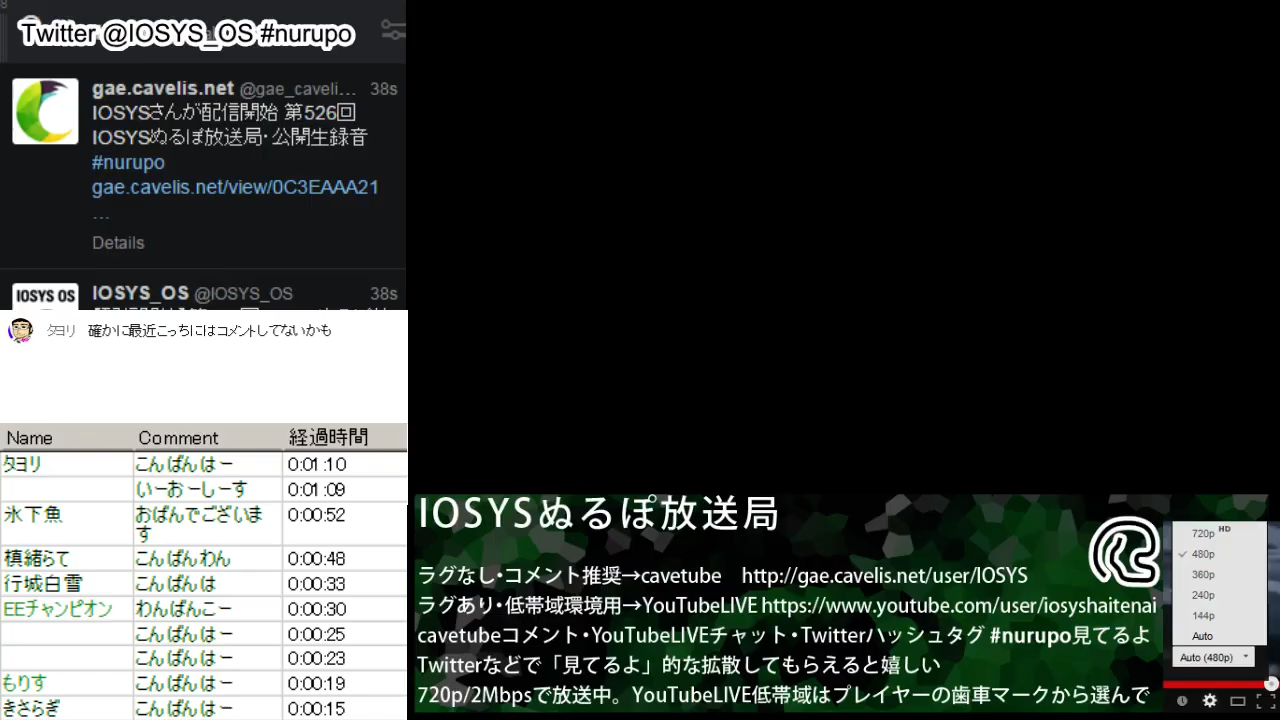 Twitter @IOSYS_OS #nurupo
gae.cavelis.net @gae_caveli... 38s
IOSYSさんが配信開始 第526回
IOSYSぬるぽ放送局・公開生録音
#nurupo
gae.cavelis.net/view/0C3EAAA21
…
Details
IOSYS OS
IOSYS_OS @IOSYS_OS 38s
タヨリ 確かに最近こっちにはコメントしてないかも
Name Comment 経過時間
タヨリ こんばんはー 0:01:10
いーおーしーす 0:01:09
氷下魚 おばんでございま 0:00:52
す
槙緒らて こんばんわん 0:00:48
行城白雪 こんばんは 0:00:33
EEチャンピオン わんばんこー 0:00:30
こんばんはー 0:00:25
こんばんはー 0:00:23
もりす こんばんはー 0:00:19
きさらぎ こんばんはー 0:00:15
IOSYSぬるぽ放送局
ラグなし・コメント推奨→cavetube http://gae.cavelis.net/user/IOSYS
ラグあり・低帯域環境用→YouTubeLIVE https://www.youtube.com/user/iosyshaitenai
cavetubeコメント・YouTubeLIVEチャット・Twitterハッシュタグ #nurupo見てるよ
Twitterなどで「見てるよ」的な拡散してもらえると嬉しい
720p/2Mbpsで放送中。YouTubeLIVE低帯域はプレイヤーの歯車マークから選んで
720p HD
480p
360p
240p
144p
Auto
Auto (480p)